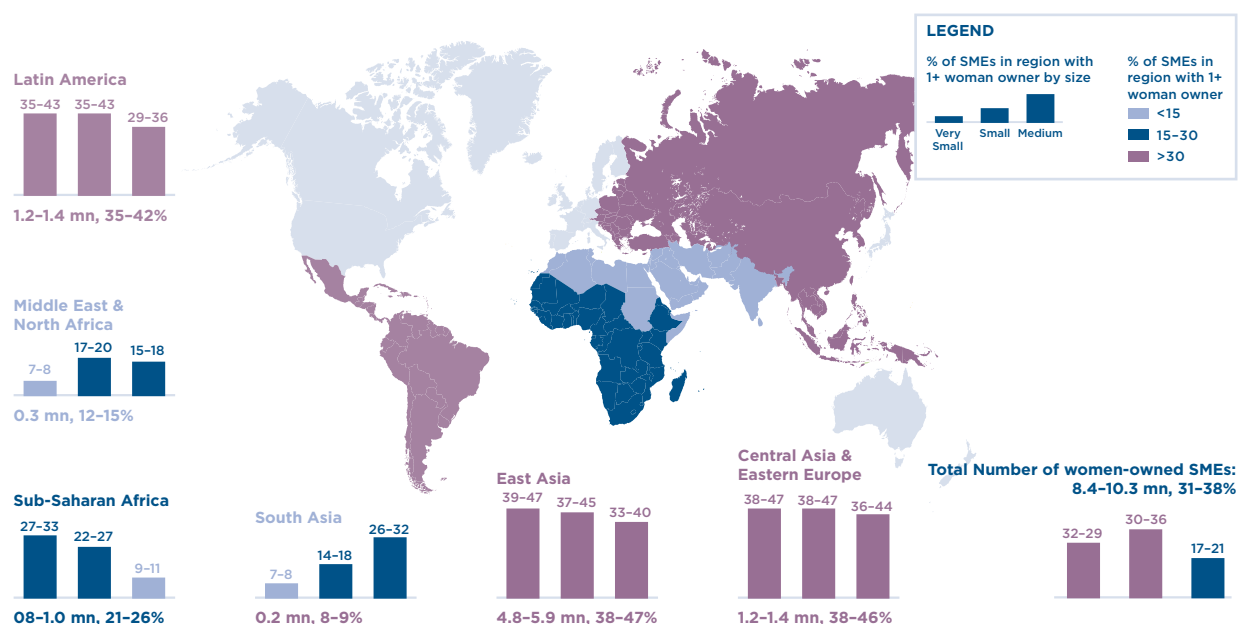 LEGEND
% of SMEs in region with
1+ woman owner by size
Very
Small
Small
Medium
% of SMEs in
region with 1+
woman owner
<15
15–30
>30
Latin America
35–43
35–43
29–36
1.2–1.4 mn, 35–42%
Middle East &
North Africa
7–8
17–20
15–18
0.3 mn, 12–15%
Sub-Saharan Africa
27–33
22–27
9–11
08–1.0 mn, 21–26%
South Asia
7–8
14–18
26–32
0.2 mn, 8–9%
East Asia
39–47
37–45
33–40
4.8–5.9 mn, 38–47%
Central Asia &
Eastern Europe
38–47
38–47
36–44
1.2–1.4 mn, 38–46%
Total Number of women-owned SMEs:
8.4–10.3 mn, 31–38%
32–29
30–36
17–21